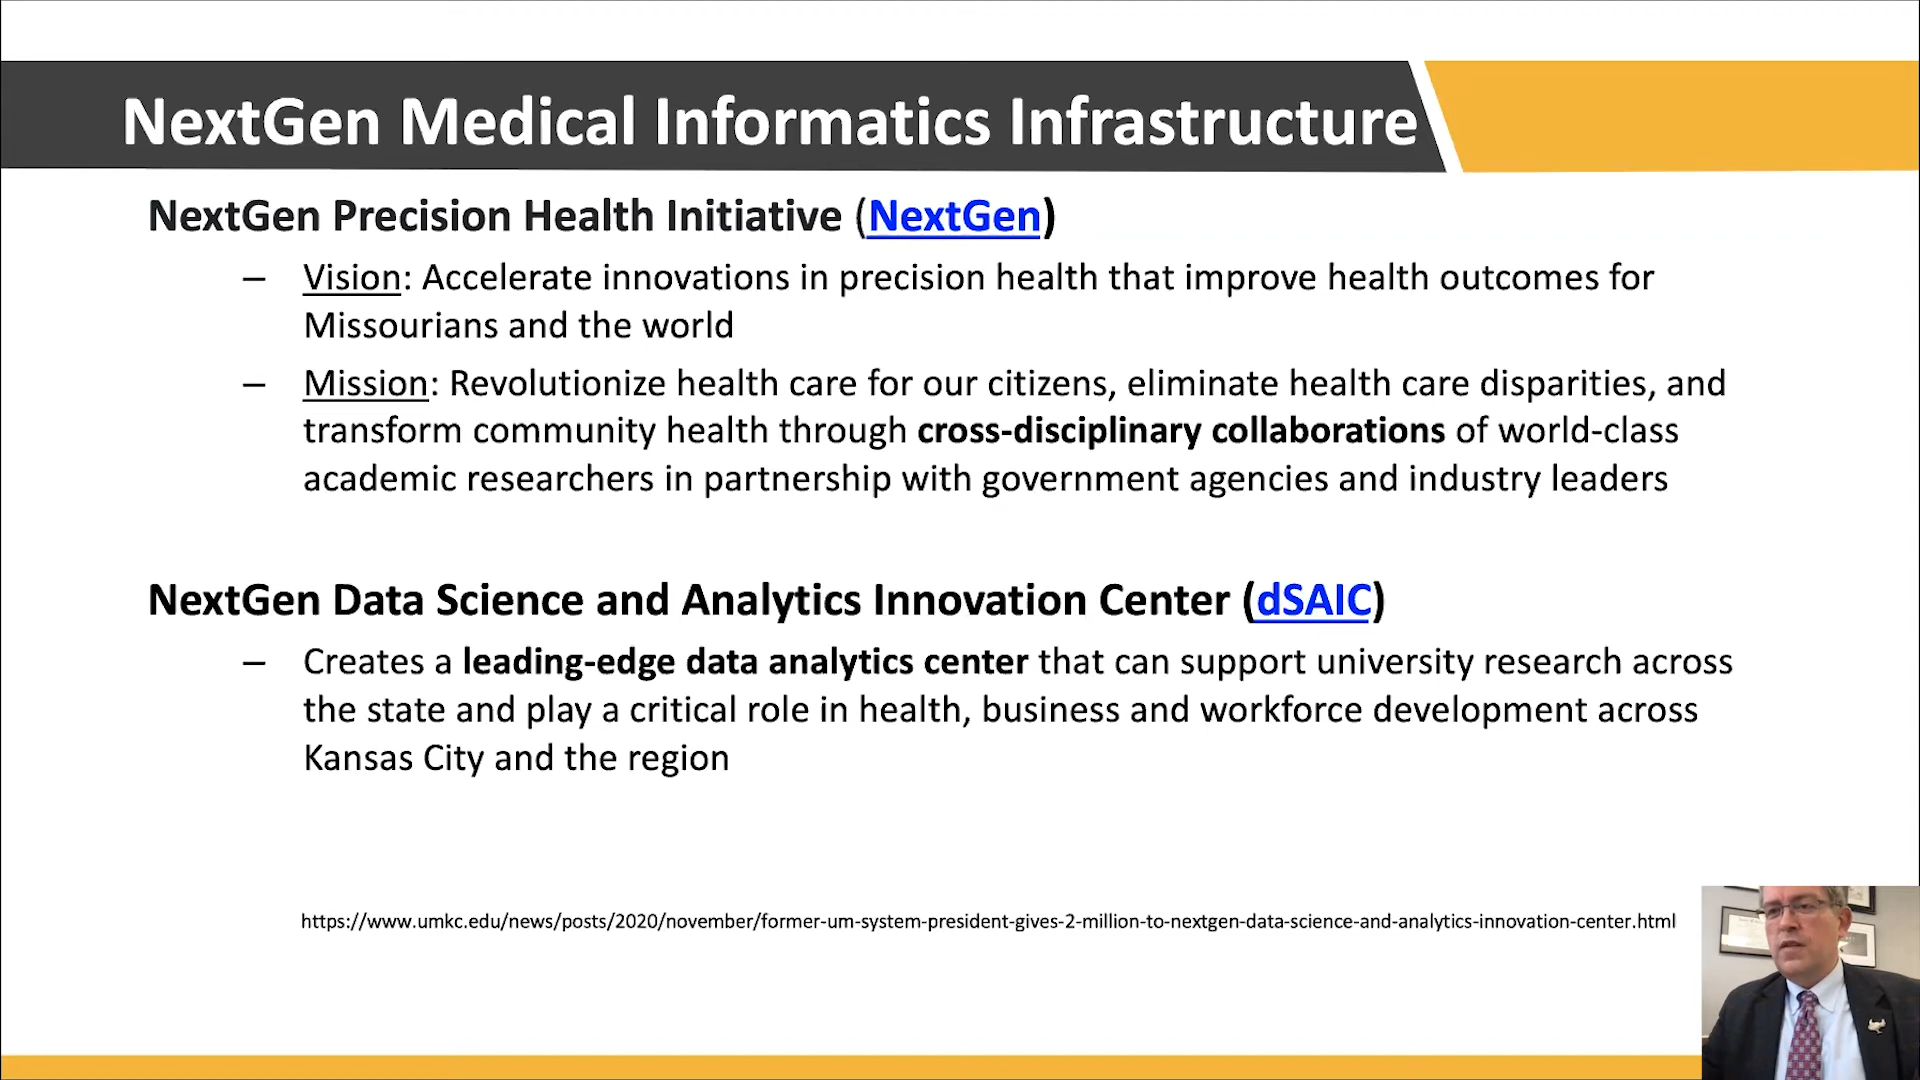 NextGen Medical Informatics Infrastructure
NextGen Precision Health Initiative (NextGen)
– Vision: Accelerate innovations in precision health that improve health outcomes for
Missourians and the world
– Mission: Revolutionize health care for our citizens, eliminate health care disparities, and
transform community health through cross-disciplinary collaborations of world-class
academic researchers in partnership with government agencies and industry leaders
NextGen Data Science and Analytics Innovation Center (dSAIC)
– Creates a leading-edge data analytics center that can support university research across
the state and play a critical role in health, business and workforce development across
Kansas City and the region
https://www.umkc.edu/news/posts/2020/november/former-um-system-president-gives-2-million-to-nextgen-data-science-and-analytics-innovation-center.html